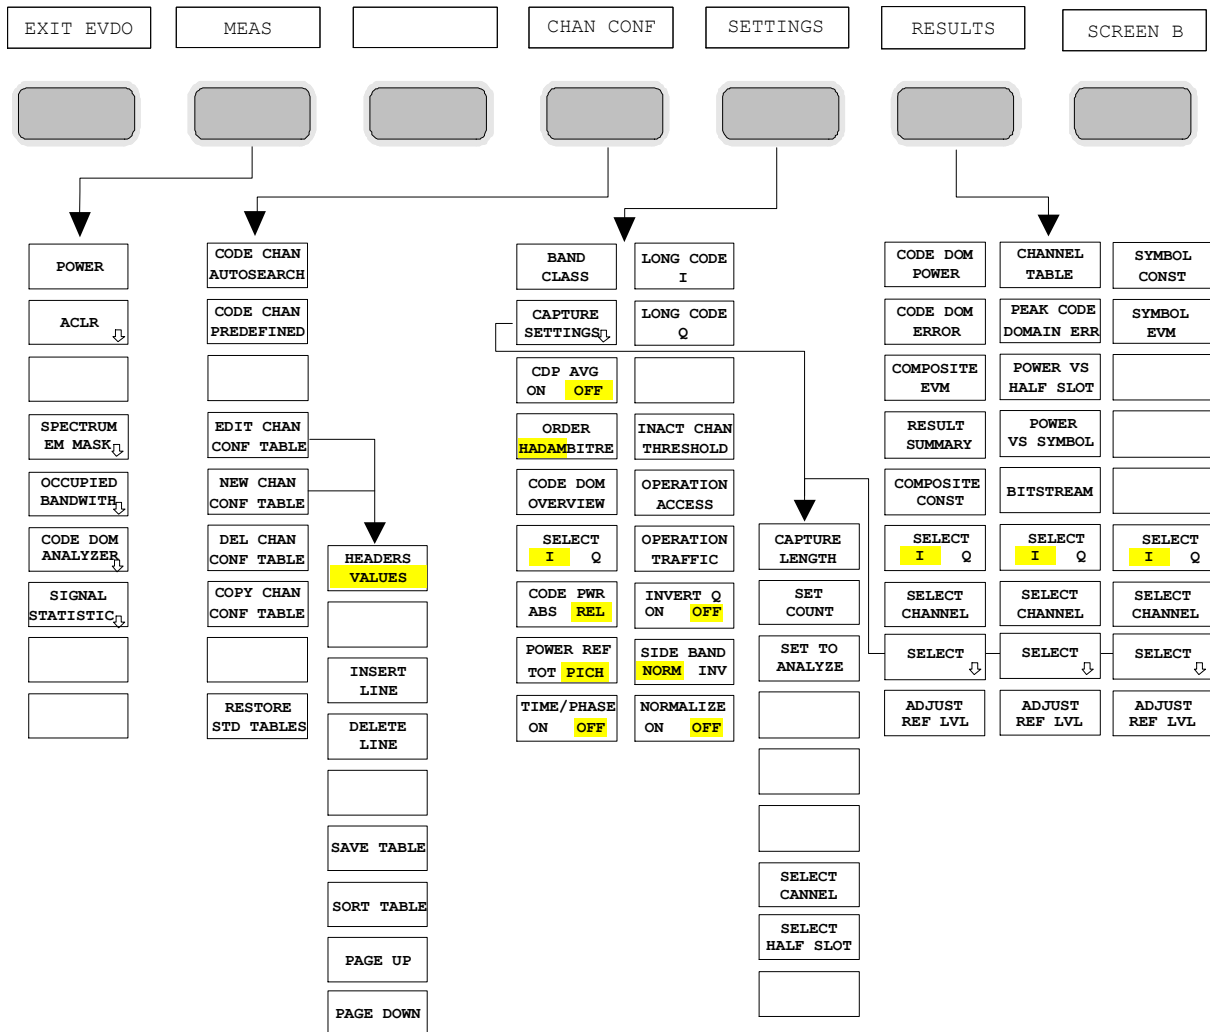 EXIT EVDO
MEAS
CHAN CONF
SETTINGS
RESULTS
SCREEN B
POWER
ACLR
SPECTRUM
EM MASK
OCCUPIED
BANDWITH
CODE DOM
ANALYZER
SIGNAL
STATISTIC
CODE CHAN
AUTOSEARCH
CODE CHAN
PREDEFINED
EDIT CHAN
CONF TABLE
NEW CHAN
CONF TABLE
DEL CHAN
CONF TABLE
COPY CHAN
CONF TABLE
RESTORE
STD TABLES
HEADERS
VALUES
INSERT
LINE
DELETE
LINE
SAVE TABLE
SORT TABLE
PAGE UP
PAGE DOWN
BAND
CLASS
CAPTURE
SETTINGS
CDP AVG
ON OFF
ORDER
HADAMBITRE
CODE DOM
OVERVIEW
SELECT
I Q
CODE PWR
ABS REL
POWER REF
TOT PICH
TIME/PHASE
ON OFF
LONG CODE
I
LONG CODE
Q
INACT CHAN
THRESHOLD
OPERATION
ACCESS
OPERATION
TRAFFIC
INVERT Q
ON OFF
SIDE BAND
NORM INV
NORMALIZE
ON OFF
CAPTURE
LENGTH
SET
COUNT
SET TO
ANALYZE
SELECT
CANNEL
SELECT
HALF SLOT
CODE DOM
POWER
CODE DOM
ERROR
COMPOSITE
EVM
RESULT
SUMMARY
COMPOSITE
CONST
SELECT
I Q
SELECT
CHANNEL
SELECT
ADJUST
REF LVL
CHANNEL
TABLE
PEAK CODE
DOMAIN ERR
POWER VS
HALF SLOT
POWER
VS SYMBOL
BITSTREAM
SELECT
I Q
SELECT
CHANNEL
SELECT
ADJUST
REF LVL
SYMBOL
CONST
SYMBOL
EVM
SELECT
I Q
SELECT
CHANNEL
SELECT
ADJUST
REF LVL